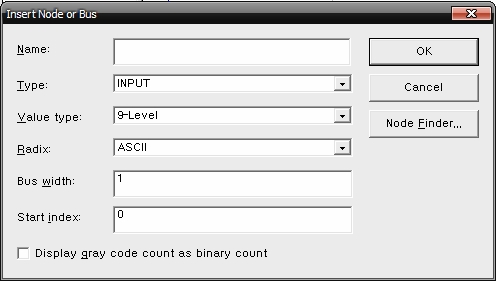 Insert Node or Bus
Name:
OK
Type:
INPUT
Cancel
Value type:
9-Level
Node Finder...
Radix:
ASCII
Bus width:
1
Start index:
0
Display gray code count as binary count